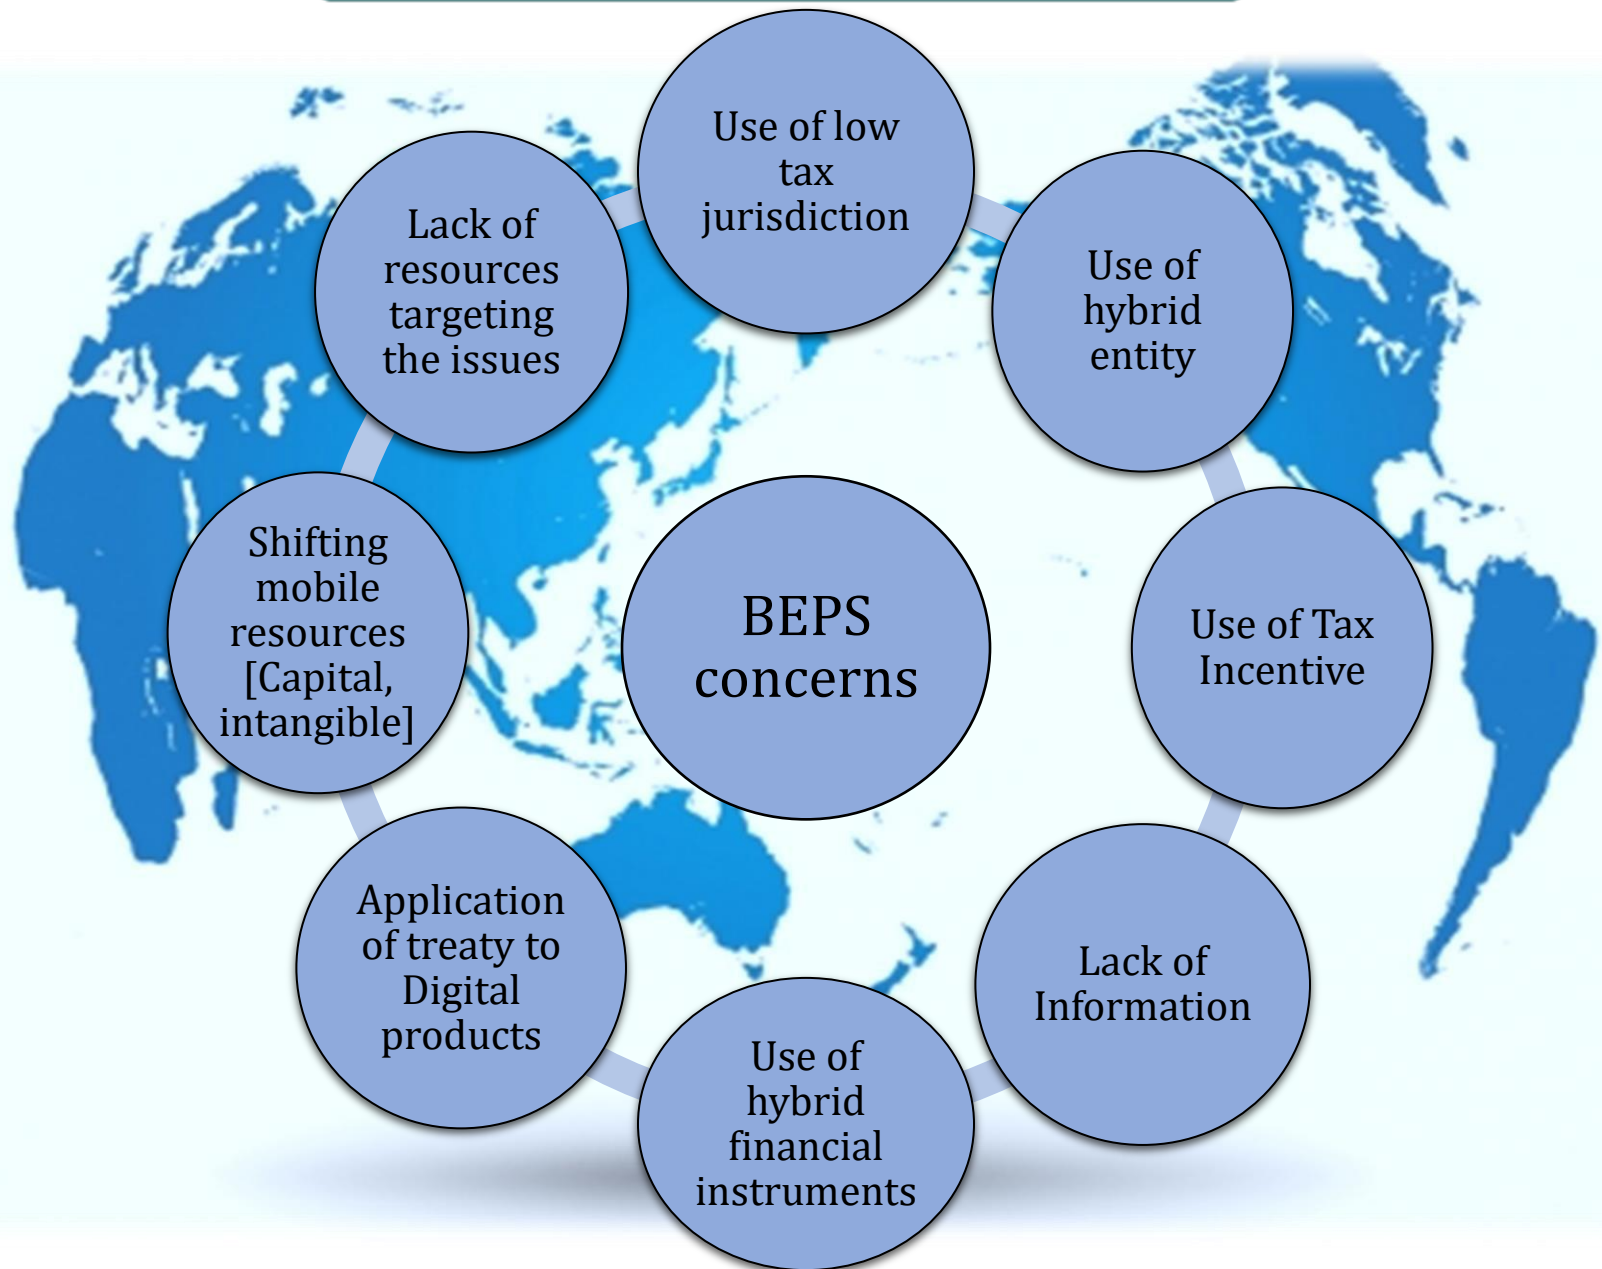 Use of low
tax
jurisdiction
Use of
hybrid
entity
Use of Tax
Incentive
Lack of
Information
Use of
hybrid
financial
instruments
Application
of treaty to
Digital
products
Shifting
mobile
resources
[Capital,
intangible]
Lack of
resources
targeting
the issues
BEPS
concerns